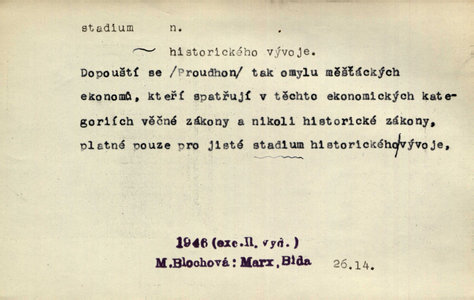 stadium n.
~ historického vývoje.
Dopouští se /Proudhon/ tak omylu měšťáckých
ekonomů, kteří spatřují v těchto ekonomických kate-
goriích věčné zákony a nikoli historické zákony,
platné pouze pro jisté stadium historického/vývoje,
1946 (exc.II. vyd.)
M.Blochová: Marx, Bída 26.14.